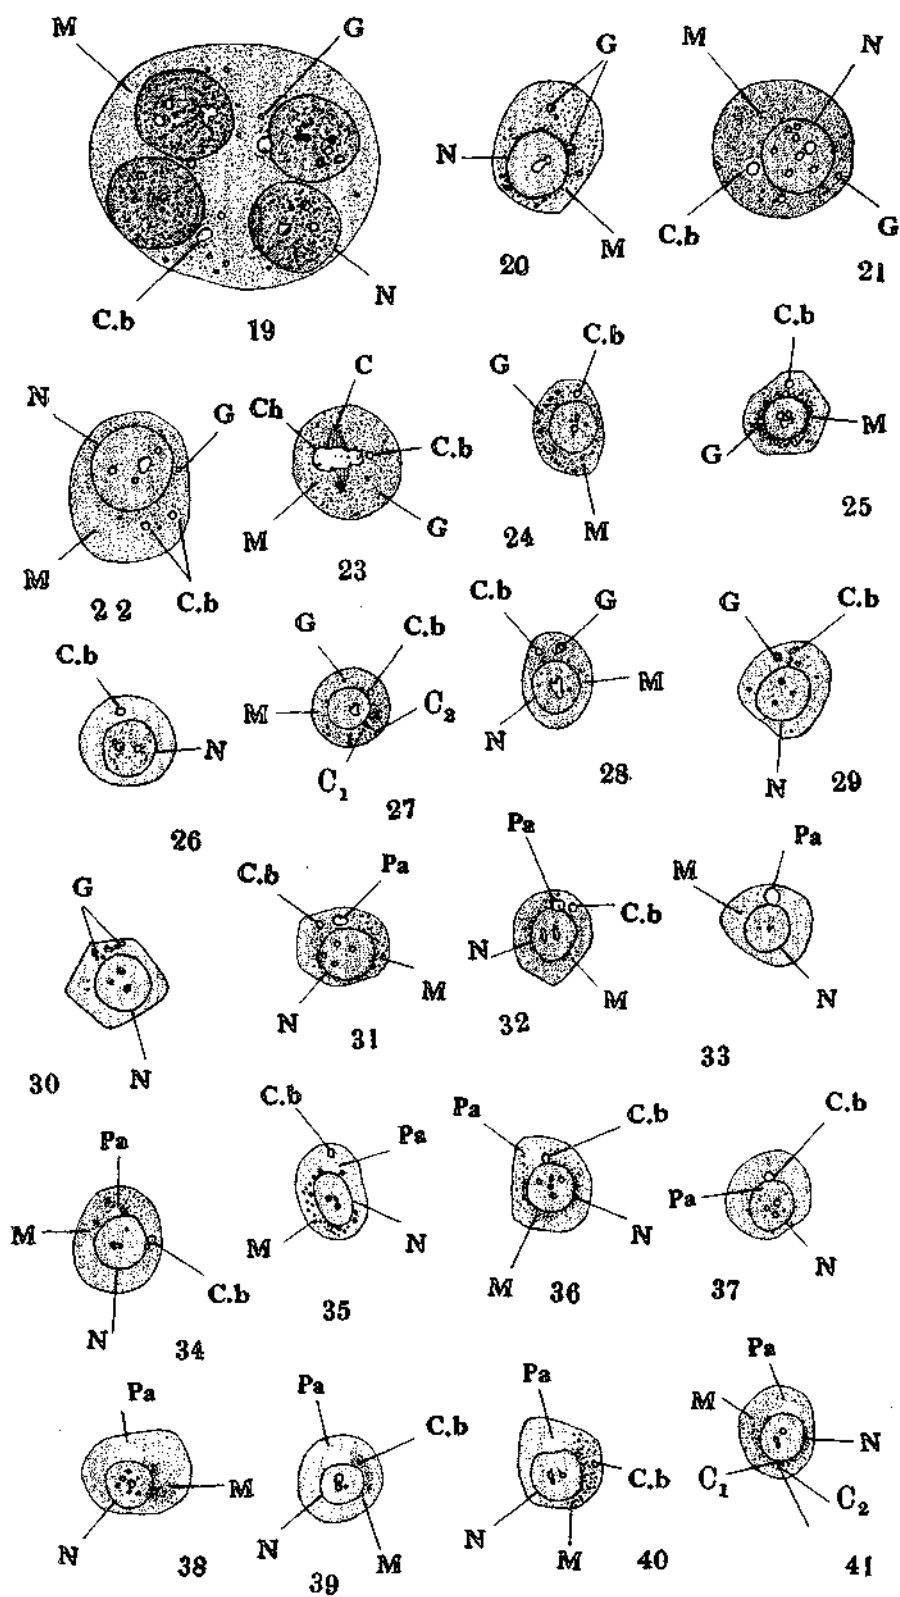 M G
C.b N
19
G
N
M
20
M N
C.b
G
21
N G
M C.b
22
C
Ch C.b
M G
23
C.b
G
M
24
C.b
M
G
25
C.b
N
26
G C.b
M C₂
C₁
27
C.b G
M
N
28
G C.b
N
29
G
N
30
C.b Pa
M
N
31
Pa
C.b
N
M
32
Pa
M
N
33
Pa
M
C.b
N
34
C.b
Pa
M N
35
Pa C.b
N
M
36
C.b
Pa
N
37
Pa
M
N
38
Pa
C.b
N M
39
Pa
C.b
N
M
40
Pa
M
N
C₁ C₂
41